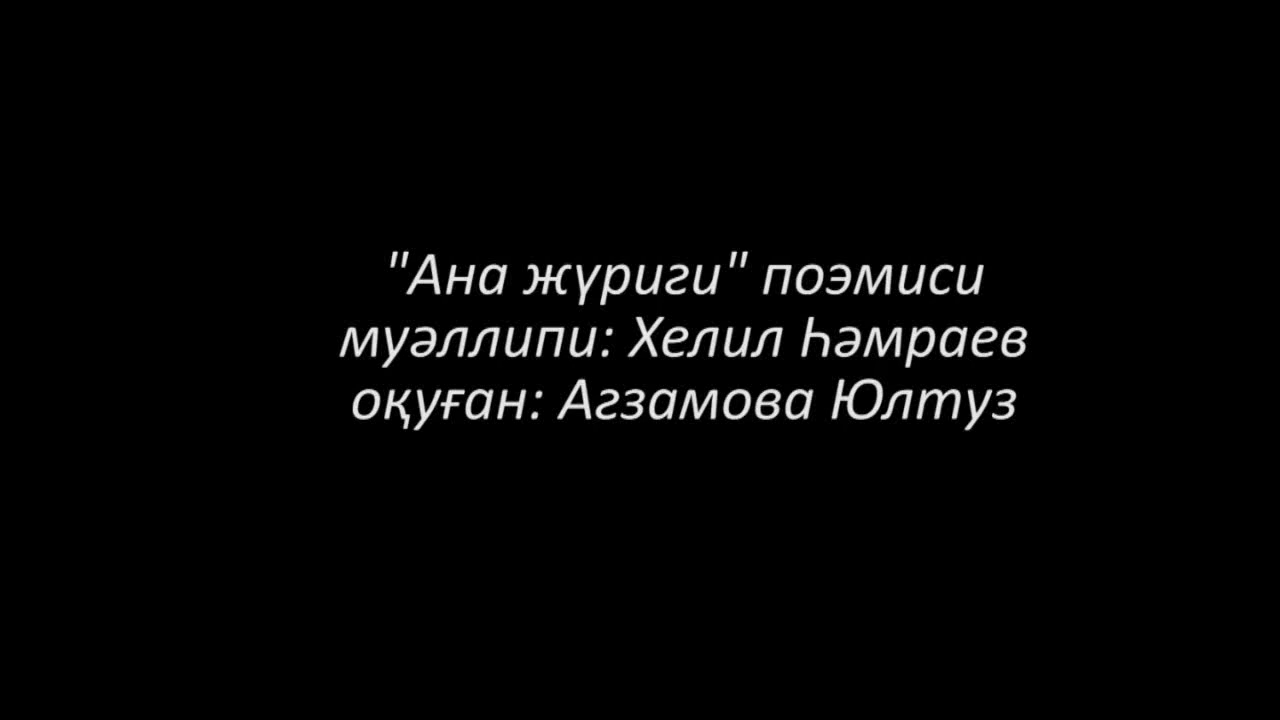 "Ана жүриги" поэмиси
муәллипи: Хелил Һәмраев
оқуған: Агзамова Юлтуз